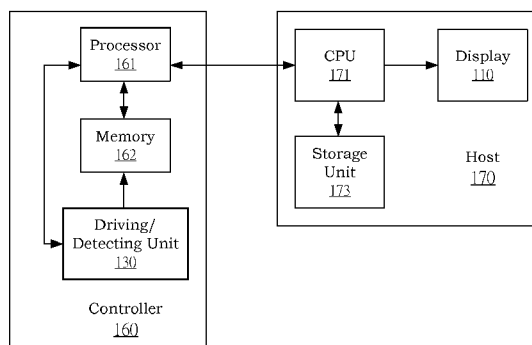 Processor
161
Memory
162
Driving/
Detecting Unit
130
Controller
160
CPU
171
Display
110
Storage
Unit
173
Host
170